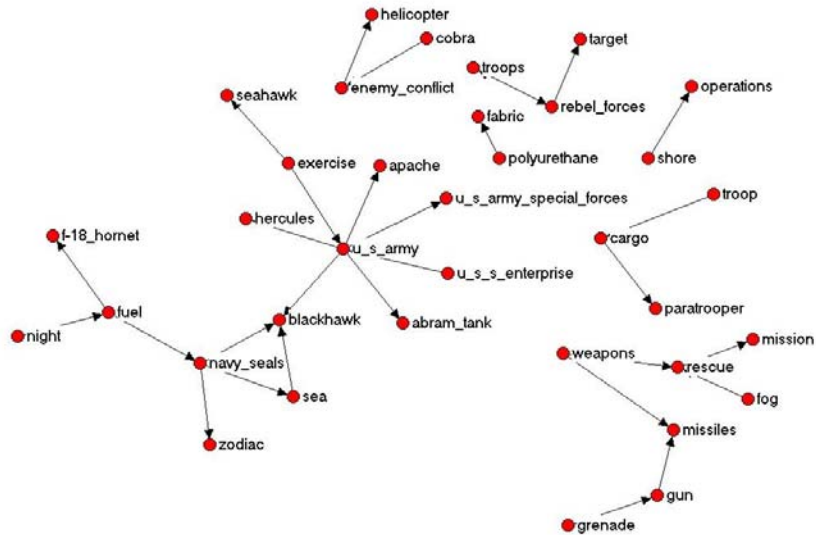 helicopter
cobra
target
troops
seahawk
enemy_conflict
operations
rebel_forces
fabric
exercise
apache
polyurethane
shore
troop
u_s_army_special_forces
hercules
f-18_hornet
cargo
u_s_army
u_s_s_enterprise
fuel
paratrooper
blackhawk
abram_tank
night
mission
weapons
navy_seals
rescue
sea
fog
missiles
zodiac
gun
grenade